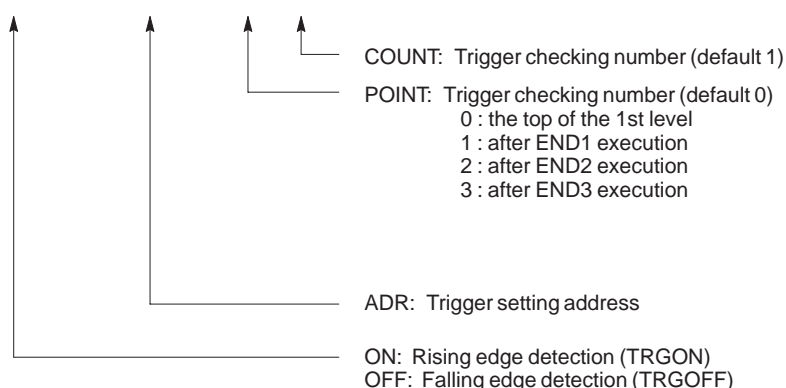 COUNT: Trigger checking number (default 1)
POINT: Trigger checking number (default 0)
0 : the top of the 1st level
1 : after END1 execution
2 : after END2 execution
3 : after END3 execution
ADR: Trigger setting address
ON: Rising edge detection (TRGON)
OFF: Falling edge detection (TRGOFF)